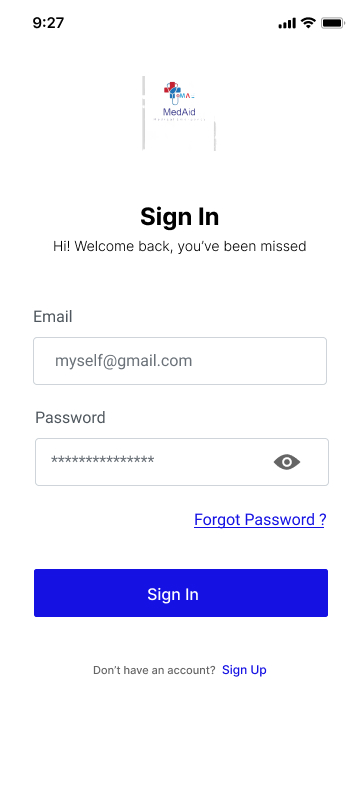 9:27
MedAid
Sign In
Hi! Welcome back, you’ve been missed
Email
myself@gmail.com
Password
***************
Forgot Password ?
Sign In
Don’t have an account? Sign Up